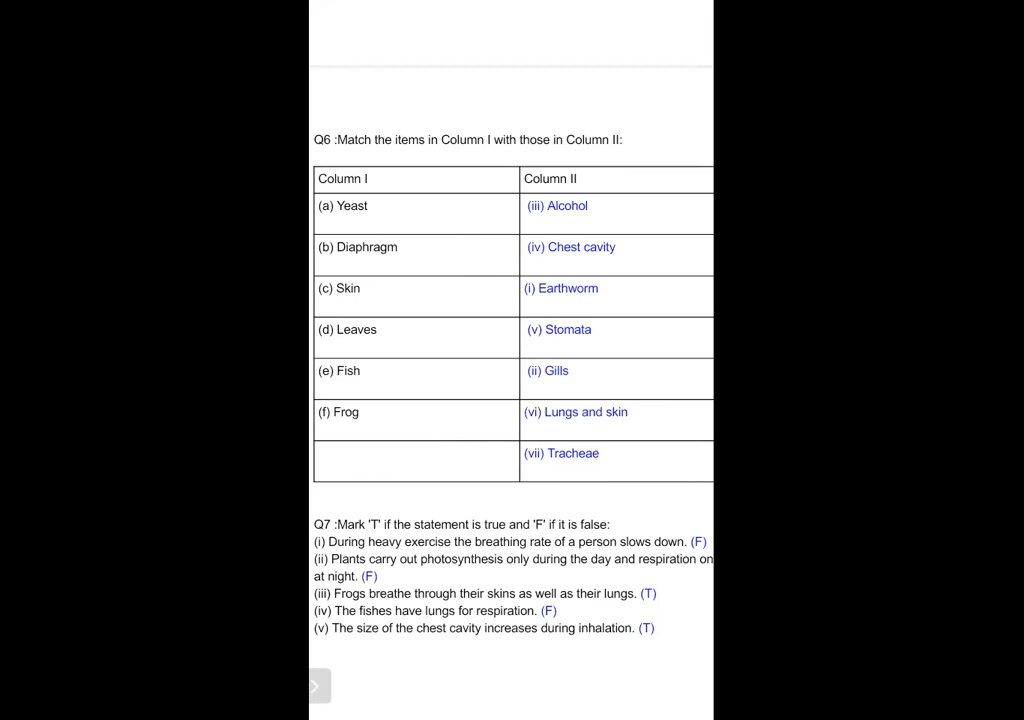 Q6 :Match the items in Column I with those in Column II:
Column I Column II
(a) Yeast (iii) Alcohol
(b) Diaphragm (iv) Chest cavity
(c) Skin (i) Earthworm
(d) Leaves (v) Stomata
(e) Fish (ii) Gills
(f) Frog (vi) Lungs and skin
(vii) Tracheae
Q7 :Mark 'T' if the statement is true and 'F' if it is false:
(i) During heavy exercise the breathing rate of a person slows down. (F)
(ii) Plants carry out photosynthesis only during the day and respiration on
at night. (F)
(iii) Frogs breathe through their skins as well as their lungs. (T)
(iv) The fishes have lungs for respiration. (F)
(v) The size of the chest cavity increases during inhalation. (T)